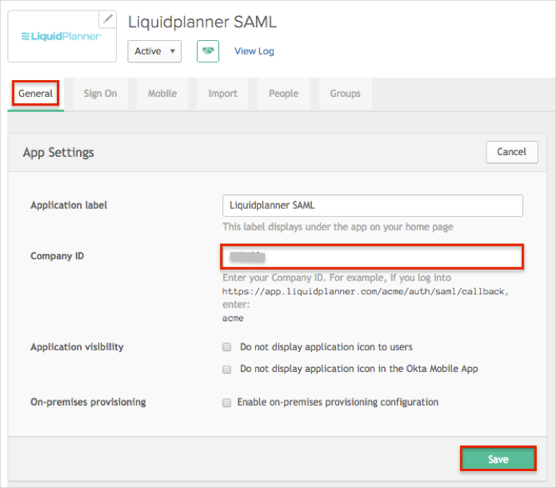 LiquidPlanner
Liquidplanner SAML
Active
View Log
General
Sign On
Mobile
Import
People
Groups
App Settings
Cancel
Application label
Liquidplanner SAML
This label displays under the app on your home page
Company ID
Enter your Company ID. For example, if you log into
https://app.liquidplanner.com/acme/auth/saml/callback,
enter:
acme
Application visibility
Do not display application icon to users
Do not display application icon in the Okta Mobile App
On-premises provisioning
Enable on-premises provisioning configuration
Save